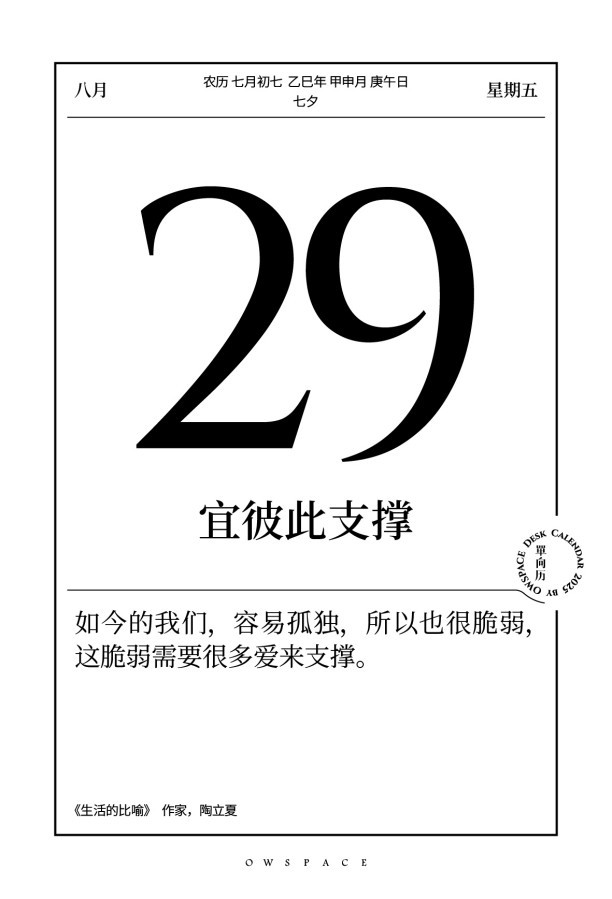 八月
农历 七月初七 乙巳年 甲申月 庚午日
七夕
星期五
29
宜彼此支撑
OWSPACE DESK CALENDAR 2025 BY
單向历
如今的我们，容易孤独，所以也很脆弱，
这脆弱需要很多爱来支撑。
《生活的比喻》 作家，陶立夏
OWSPACE